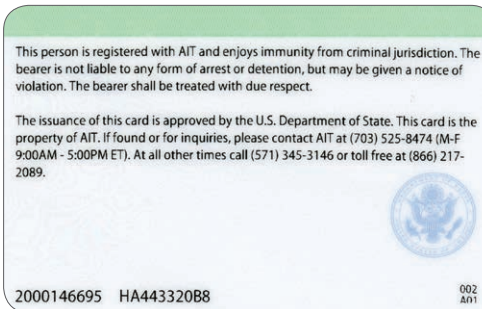 This person is registered with AIT and enjoys immunity from criminal jurisdiction. The
bearer is not liable to any form of arrest or detention, but may be given a notice of
violation. The bearer shall be treated with due respect.
The issuance of this card is approved by the U.S. Department of State. This card is the
property of AIT. If found or for inquiries, please contact AIT at (703) 525-8474 (M-F
9:00AM - 5:00PM ET). At all other times call (571) 345-3146 or toll free at (866) 217-
2089.
2000146695 HA443320B8
002
A01